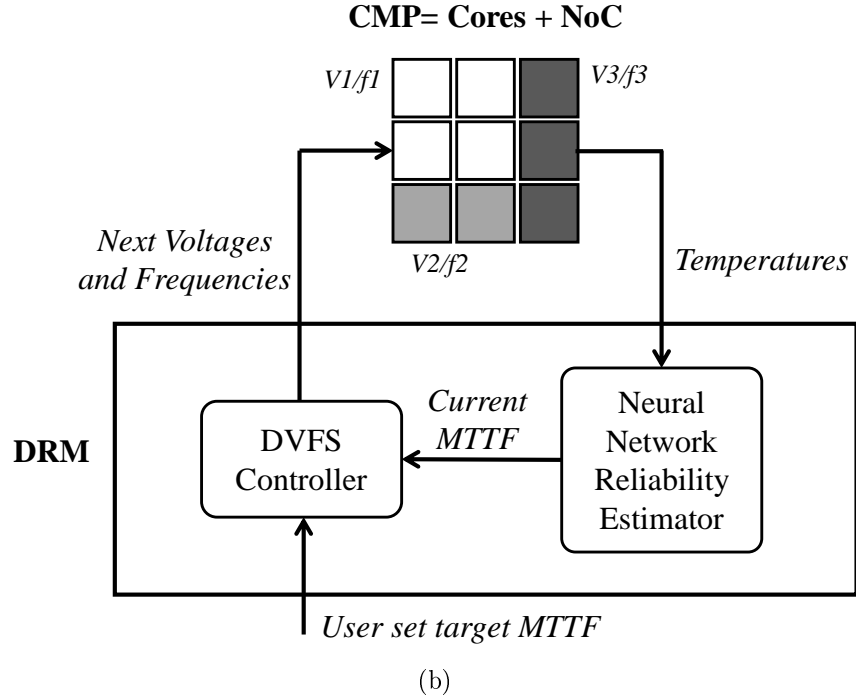 CMP= Cores + NoC
V1/f1
V3/f3
V2/f2
Next Voltages
and Frequencies
Temperatures
DRM
DVFS
Controller
Current
MTTF
Neural
Network
Reliability
Estimator
User set target MTTF
(b)